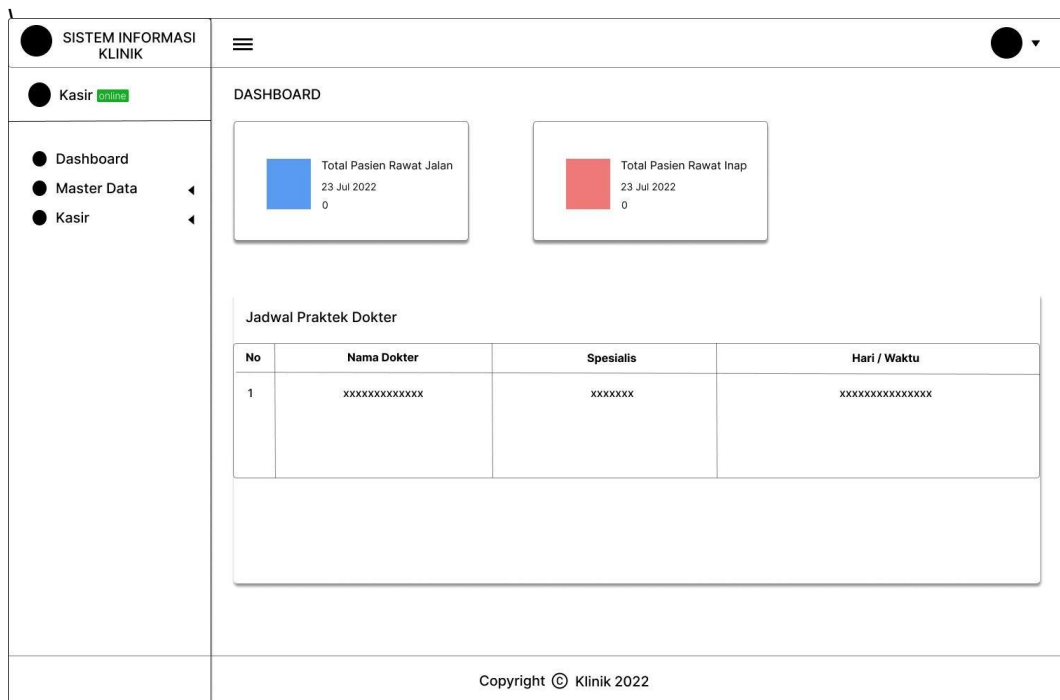 \
SISTEM INFORMASI
KLINIK
Kasir online
Dashboard
Master Data
Kasir
DASHBOARD
Total Pasien Rawat Jalan
23 Jul 2022
0
Total Pasien Rawat Inap
23 Jul 2022
0
Jadwal Praktek Dokter
No Nama Dokter Spesialis Hari / Waktu
1 xxxxxxxxxxxxx xxxxxxx xxxxxxxxxxxxxxx
Copyright © Klinik 2022